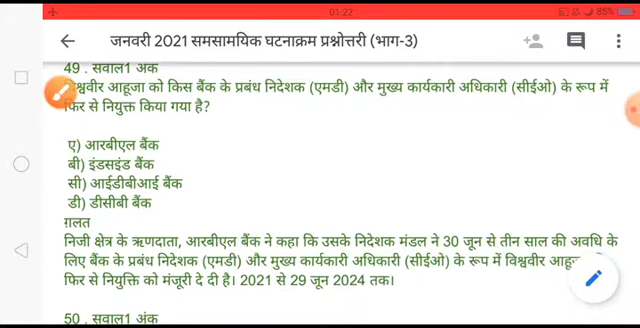 01:22
85%
जनवरी 2021 समसामयिक घटनाक्रम प्रश्नोत्तरी (भाग-3)
49 . सवाल1 अंक
आहूजा को किस बैंक के प्रबंध निदेशक (एमडी) और मुख्य कार्यकारी अधिकारी (सीईओ) के रूप में
फिर से नियुक्त किया गया है?
ए) आरबीएल बैंक
बी) इंडसइंड बैंक
सी) आईडीबीआई बैंक
डी) डीसीबी बैंक
ग़लत
निजी क्षेत्र के ऋणदाता, आरबीएल बैंक ने कहा कि उसके निदेशक मंडल ने 30 जून से तीन साल की अवधि के
लिए बैंक के प्रबंध निदेशक (एमडी) और मुख्य कार्यकारी अधिकारी (सीईओ) के रूप में विश्ववीर
फिर से नियुक्ति को मंजूरी दे दी है। 2021 से 29 जून 2024 तक।
50 . सवाल1 अंक